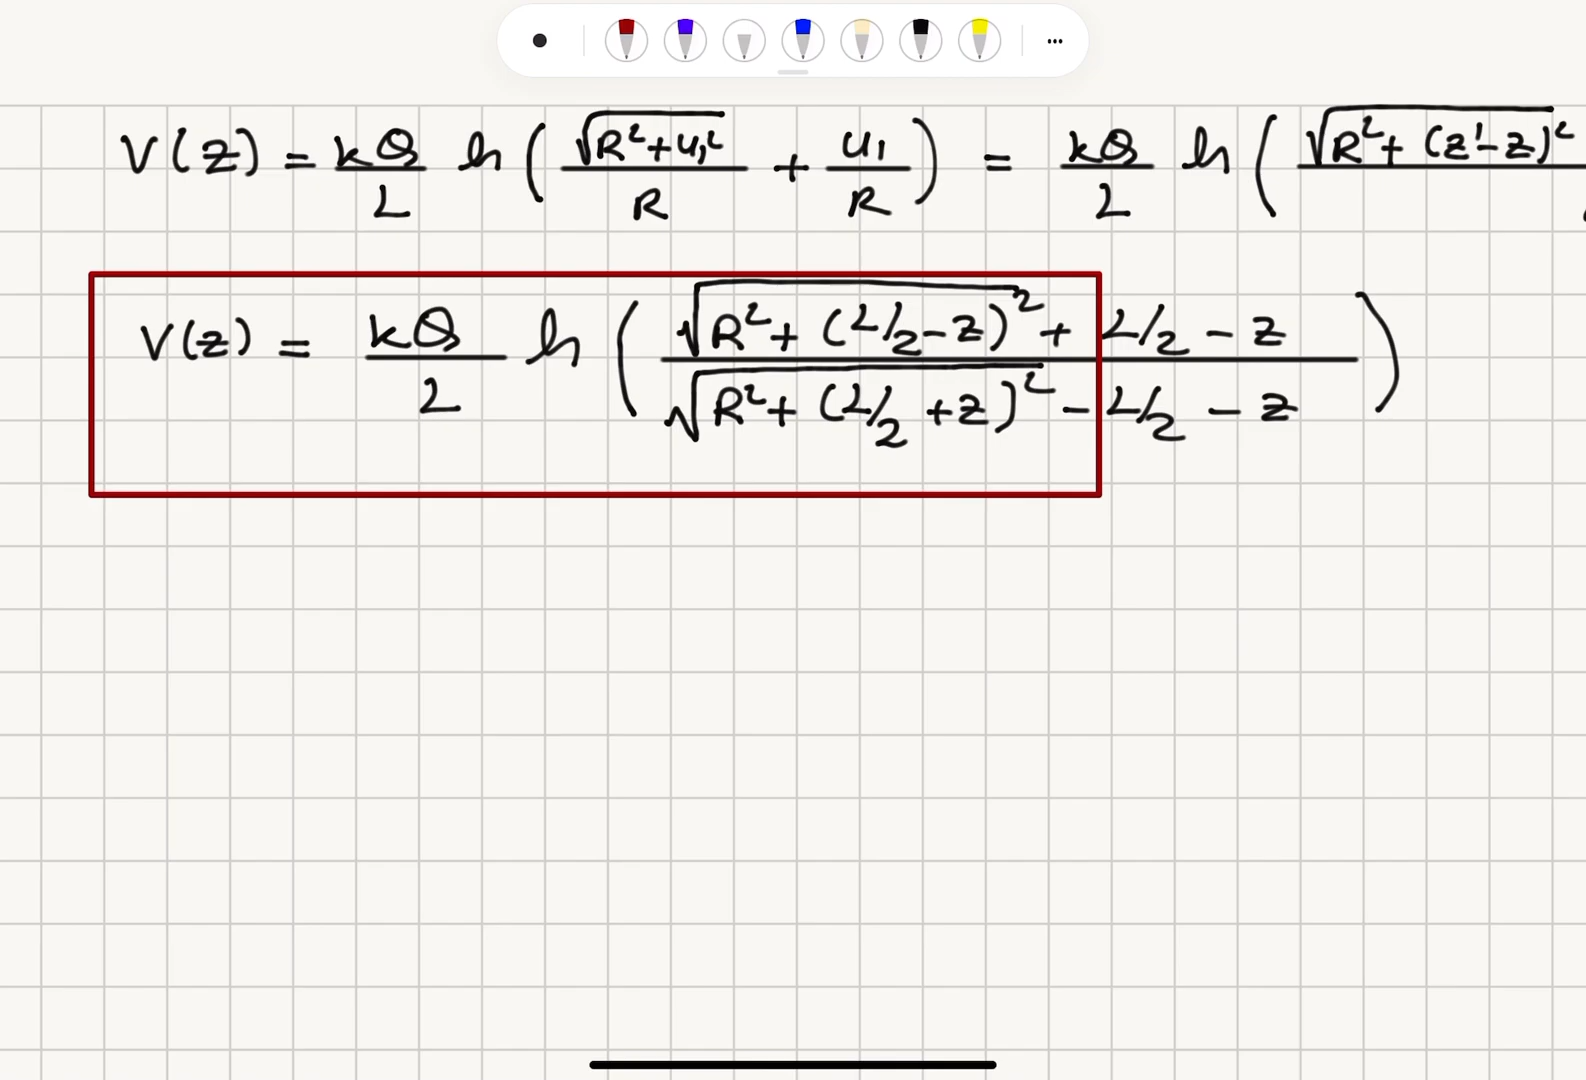 V(z) = kQ/L ln( √(R²+u₁²)/R + u₁/R ) = kQ/L ln( √(R²+(z'-z)²
V(z) = kQ/L ln( (√(R²+(L/2-z)²) + L/2 - z) / (√(R²+(L/2+z)²) - L/2 - z) )